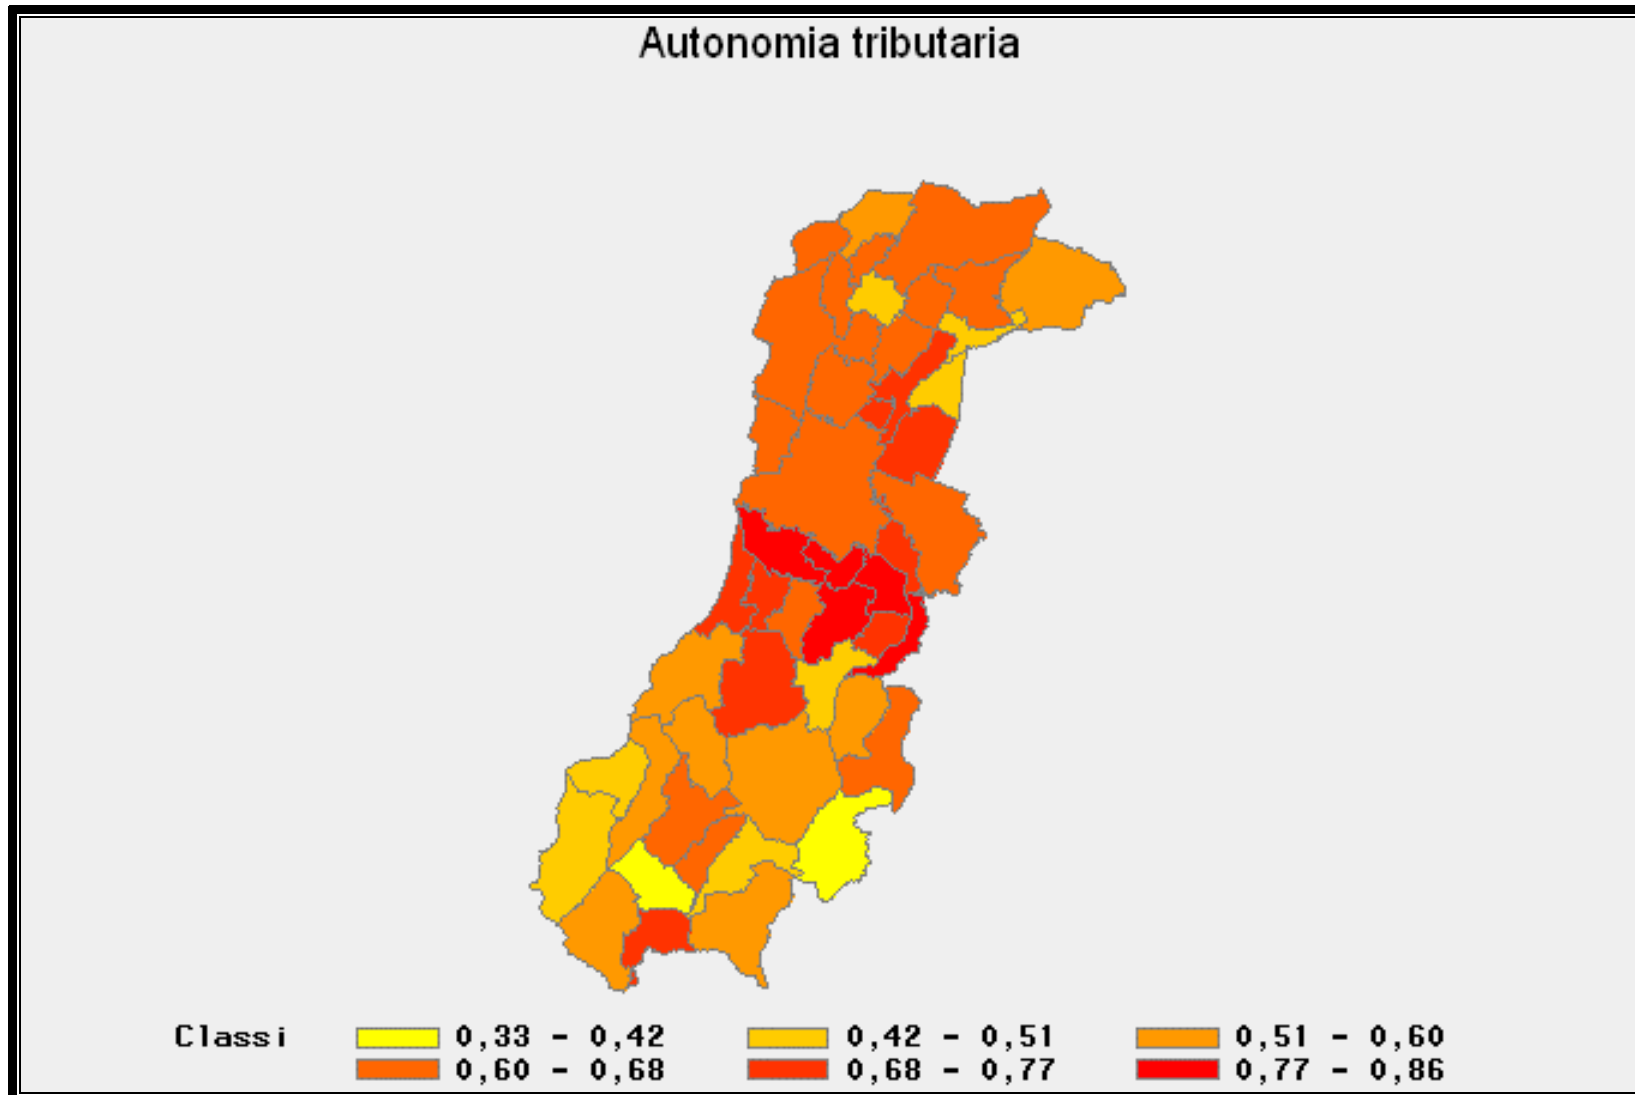 Autonomia tributaria
Classi 0,33 - 0,42 0,42 - 0,51 0,51 - 0,60
0,60 - 0,68 0,68 - 0,77 0,77 - 0,86